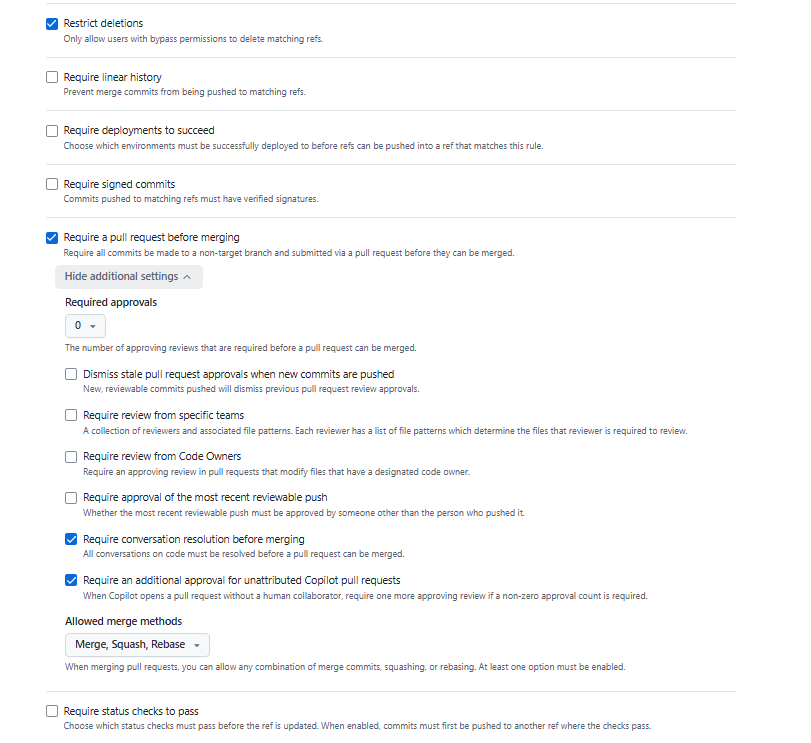 Restrict deletions
Only allow users with bypass permissions to delete matching refs.
Require linear history
Prevent merge commits from being pushed to matching refs.
Require deployments to succeed
Choose which environments must be successfully deployed to before refs can be pushed into a ref that matches this rule.
Require signed commits
Commits pushed to matching refs must have verified signatures.
Require a pull request before merging
Require all commits be made to a non-target branch and submitted via a pull request before they can be merged.
Hide additional settings
Required approvals
0
The number of approving reviews that are required before a pull request can be merged.
Dismiss stale pull request approvals when new commits are pushed
New, reviewable commits pushed will dismiss previous pull request review approvals.
Require review from specific teams
A collection of reviewers and associated file patterns. Each reviewer has a list of file patterns which determine the files that reviewer is required to review.
Require review from Code Owners
Require an approving review in pull requests that modify files that have a designated code owner.
Require approval of the most recent reviewable push
Whether the most recent reviewable push must be approved by someone other than the person who pushed it.
Require conversation resolution before merging
All conversations on code must be resolved before a pull request can be merged.
Require an additional approval for unattributed Copilot pull requests
When Copilot opens a pull request without a human collaborator, require one more approving review if a non-zero approval count is required.
Allowed merge methods
Merge, Squash, Rebase
When merging pull requests, you can allow any combination of merge commits, squashing, or rebasing. At least one option must be enabled.
Require status checks to pass
Choose which status checks must pass before the ref is updated. When enabled, commits must first be pushed to another ref where the checks pass.